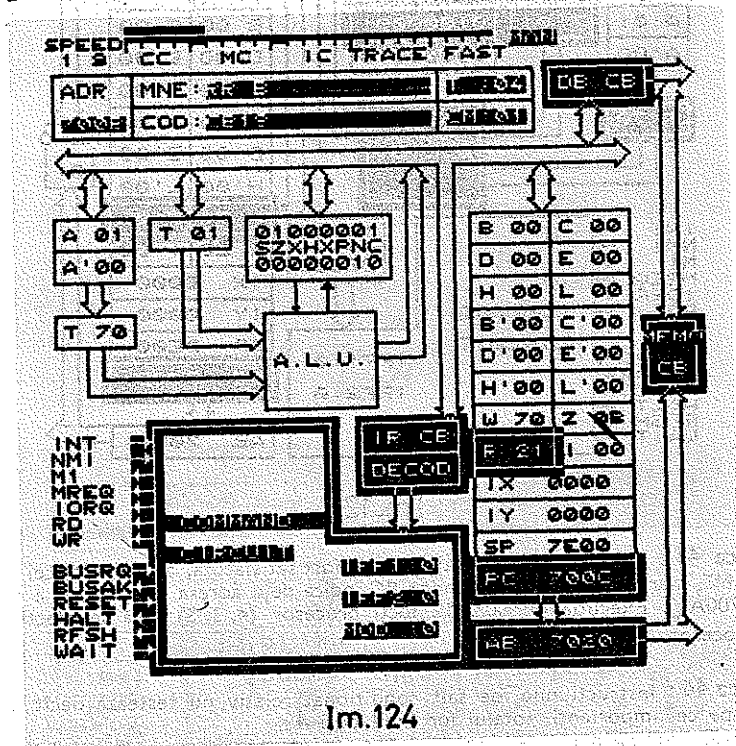 SPEED
1 S CC MC IC TRACE FAST
DB CB
ADR MNE:
COD:
A 01 T 01 01000001 B 00 C 00
A'00 SZXHXPNC D 00 E 00
00000010 H 00 L 00
T 70 A.L.U. B'00 C'00
MEMO
CB
D'00 E'00
H'00 L'00
IR CB W 70 Z
DECOD R 31 I 00
IX 0000
IY 0000
SP 7E00
PC
AB
INT
NMI
M1
MREQ
IORQ
RD
WR
BUSRQ
BUSAK
RESET
HALT
RFSH
WAIT
Im.124